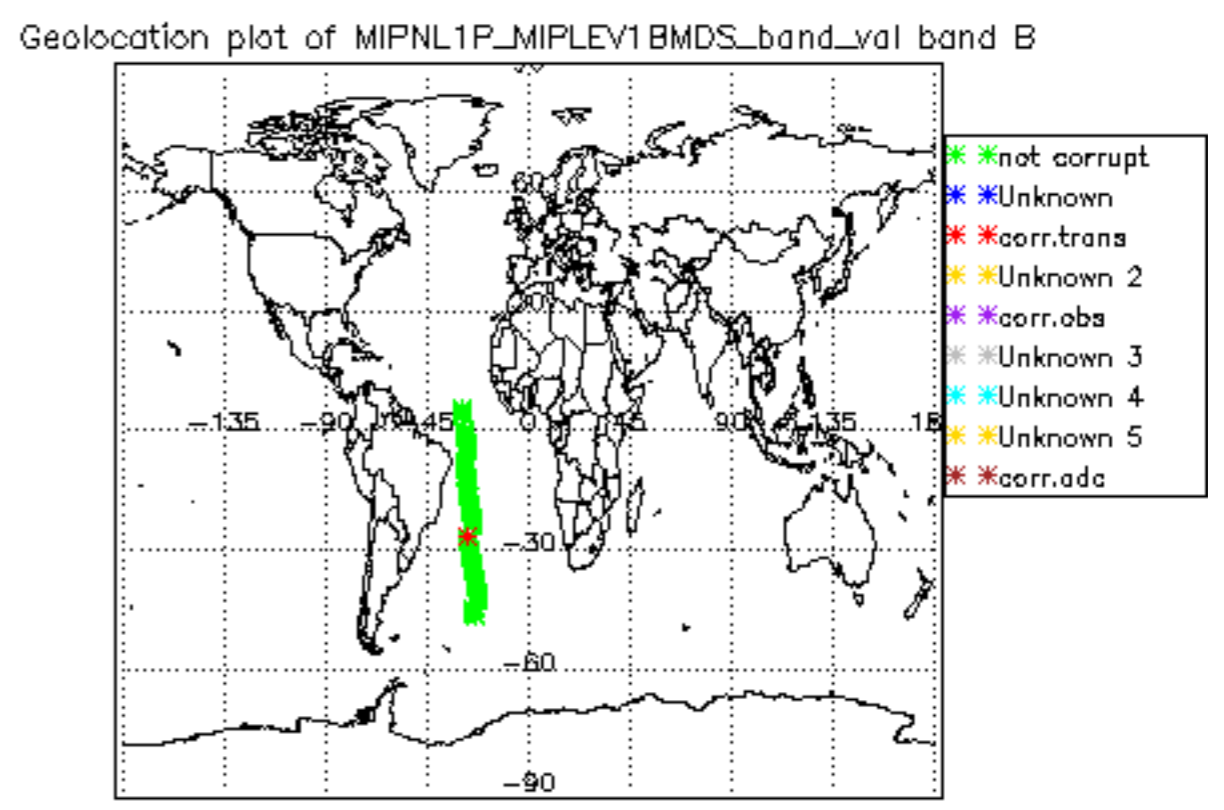 Geolocation plot of MIPNL1P_MIPLEV1BMDS_band_val band B
not corrupt
Unknown
corr.trans
Unknown 2
corr.obs
Unknown 3
Unknown 4
Unknown 5
corr.adc
60
-135 -90 45 0 45 90 135
-30
-60
-90